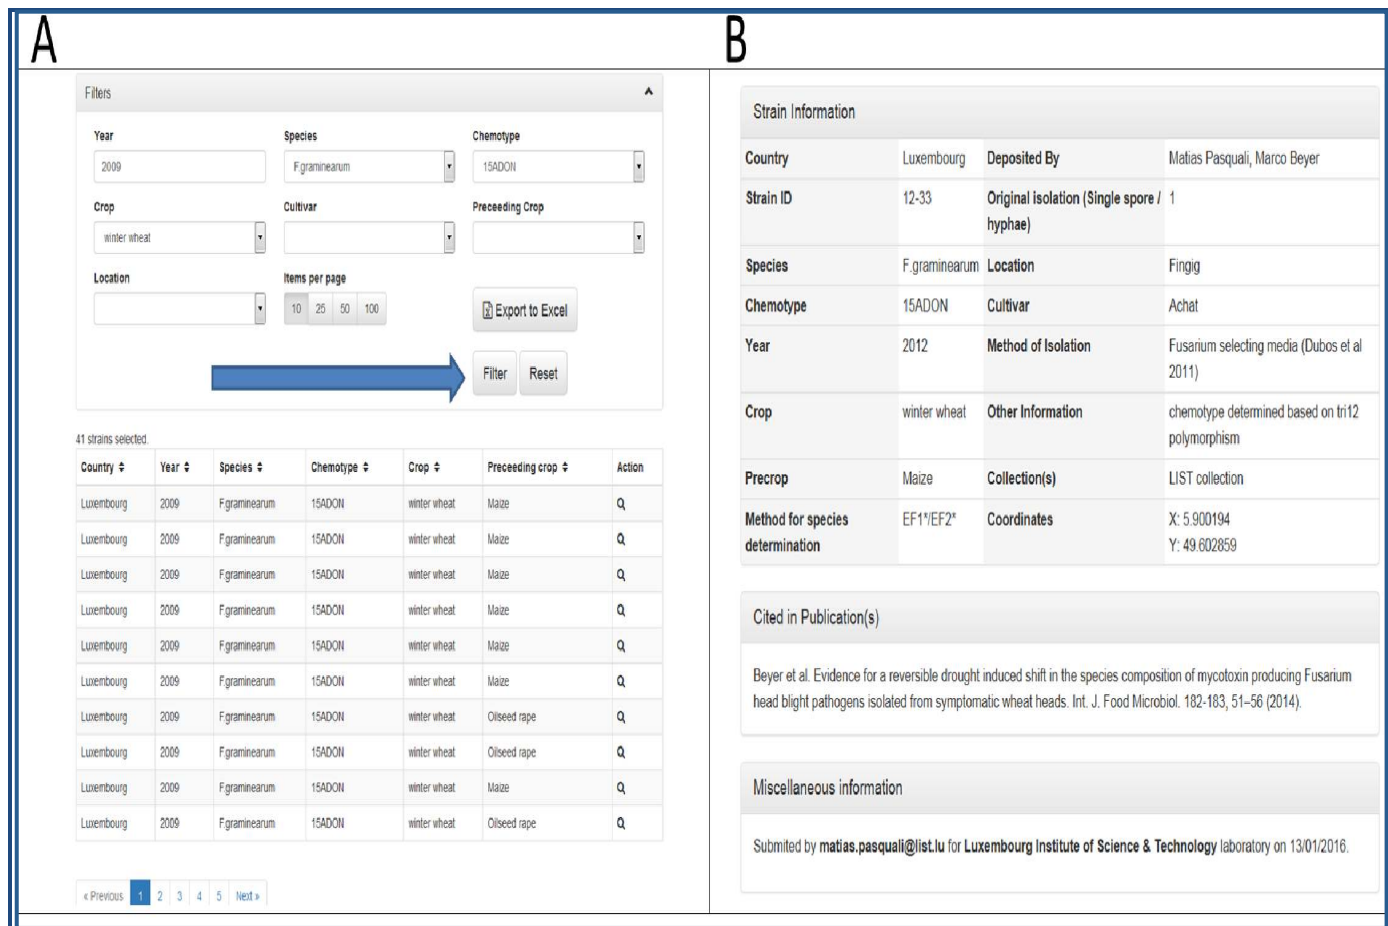 A
B
Filters
Year
Species
Chemotype
2009
F.graminearum
15ADON
Crop
Cultivar
Preceeding Crop
winter wheat
Location
Items per page
10 25 50 100
Export to Excel
Filter Reset
41 strains selected.
Country Year Species Chemotype Crop Preceeding crop Action
Luxembourg 2009 F.graminearum 15ADON winter wheat Maize
Luxembourg 2009 F.graminearum 15ADON winter wheat Maize
Luxembourg 2009 F.graminearum 15ADON winter wheat Maize
Luxembourg 2009 F.graminearum 15ADON winter wheat Maize
Luxembourg 2009 F.graminearum 15ADON winter wheat Maize
Luxembourg 2009 F.graminearum 15ADON winter wheat Maize
Luxembourg 2009 F.graminearum 15ADON winter wheat Oilseed rape
Luxembourg 2009 F.graminearum 15ADON winter wheat Oilseed rape
Luxembourg 2009 F.graminearum 15ADON winter wheat Maize
Luxembourg 2009 F.graminearum 15ADON winter wheat Oilseed rape
« Previous 1 2 3 4 5 Next »
Strain Information
Country Luxembourg Deposited By Matias Pasquali, Marco Beyer
Strain ID 12-33 Original isolation (Single spore / 1
hyphae)
Species F.graminearum Location Fingig
Chemotype 15ADON Cultivar Achat
Year 2012 Method of Isolation Fusarium selecting media (Dubos et al
2011)
Crop winter wheat Other Information chemotype determined based on tri12
polymorphism
Precrop Maize Collection(s) LIST collection
Method for species EF1*/EF2* Coordinates X: 5.900194
determination Y: 49.602859
Cited in Publication(s)
Beyer et al. Evidence for a reversible drought induced shift in the species composition of mycotoxin producing Fusarium
head blight pathogens isolated from symptomatic wheat heads. Int. J. Food Microbiol. 182-183, 51–56 (2014).
Miscellaneous information
Submited by matias.pasquali@list.lu for Luxembourg Institute of Science & Technology laboratory on 13/01/2016.